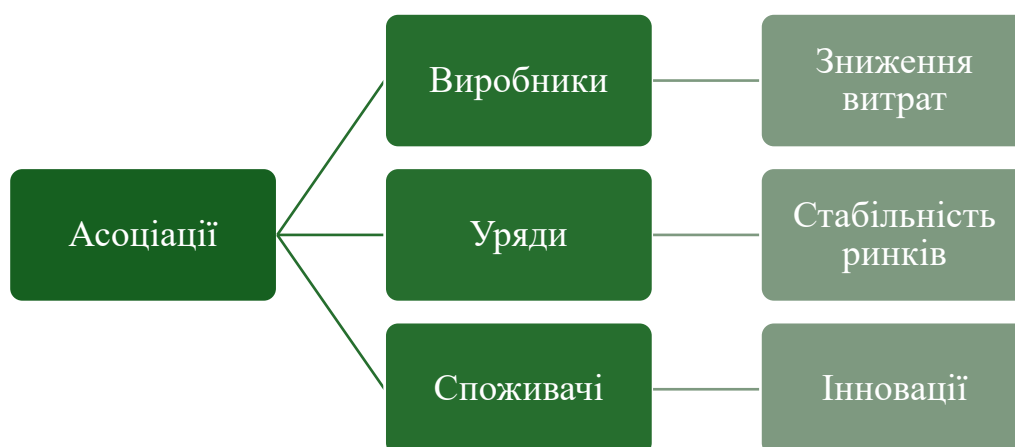 Виробники
Зниження
витрат
Асоціації
Уряди
Стабільність
ринків
Споживачі
Інновації